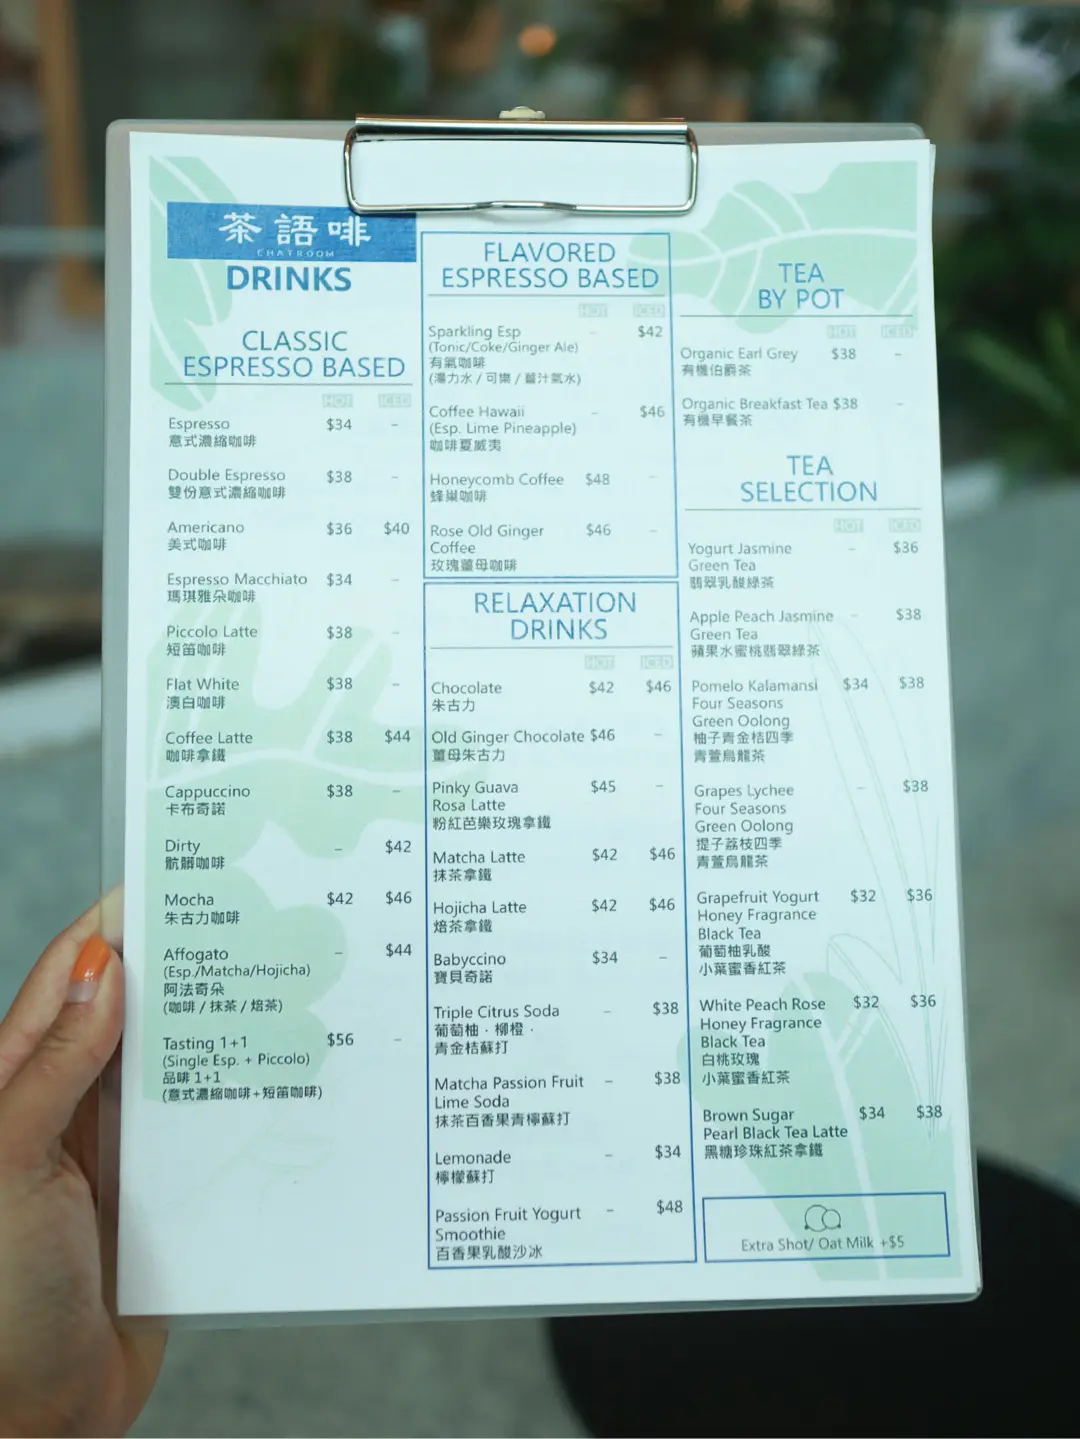 茶語啡
CHATROOM
DRINKS
CLASSIC
ESPRESSO BASED
HOT ICED
Espresso $34 –
意式濃縮咖啡
Double Espresso $38 –
雙份意式濃縮咖啡
Americano $36 $40
美式咖啡
Espresso Macchiato $34 –
瑪琪雅朵咖啡
Piccolo Latte $38 –
短笛咖啡
Flat White $38 –
澳白咖啡
Coffee Latte $38 $44
咖啡拿鐵
Cappuccino $38 –
卡布奇諾
Dirty – $42
骯髒咖啡
Mocha $42 $46
朱古力咖啡
Affogato – $44
(Esp./Matcha/Hojicha)
阿法奇朵
(咖啡 / 抹茶 / 焙茶)
Tasting 1+1 $56 –
(Single Esp. + Piccolo)
品啡 1+1
(意式濃縮咖啡+短笛咖啡)
FLAVORED
ESPRESSO BASED
HOT ICED
Sparkling Esp – $42
(Tonic/Coke/Ginger Ale)
有氣咖啡
(湯力水 / 可樂 / 薑汁氣水)
Coffee Hawaii – $46
(Esp. Lime Pineapple)
咖啡夏威夷
Honeycomb Coffee $48 –
蜂巢咖啡
Rose Old Ginger $46 –
Coffee
玫瑰薑母咖啡
RELAXATION
DRINKS
HOT ICED
Chocolate $42 $46
朱古力
Old Ginger Chocolate $46 –
薑母朱古力
Pinky Guava $45 –
Rosa Latte
粉紅芭樂玫瑰拿鐵
Matcha Latte $42 $46
抹茶拿鐵
Hojicha Latte $42 $46
焙茶拿鐵
Babyccino $34 –
寶貝奇諾
Triple Citrus Soda – $38
葡萄柚．柳橙．
青金桔蘇打
Matcha Passion Fruit – $38
Lime Soda
抹茶百香果青檸蘇打
Lemonade – $34
檸檬蘇打
Passion Fruit Yogurt – $48
Smoothie
百香果乳酸沙冰
TEA
BY POT
HOT ICED
Organic Earl Grey $38 –
有機伯爵茶
Organic Breakfast Tea $38 –
有機早餐茶
TEA
SELECTION
HOT ICED
Yogurt Jasmine – $36
Green Tea
翡翠乳酸綠茶
Apple Peach Jasmine – $38
Green Tea
蘋果水蜜桃翡翠綠茶
Pomelo Kalamansi $34 $38
Four Seasons
Green Oolong
柚子青金桔四季
青萱烏龍茶
Grapes Lychee – $38
Four Seasons
Green Oolong
提子荔枝四季
青萱烏龍茶
Grapefruit Yogurt $32 $36
Honey Fragrance
Black Tea
葡萄柚乳酸
小葉蜜香紅茶
White Peach Rose $32 $36
Honey Fragrance
Black Tea
白桃玫瑰
小葉蜜香紅茶
Brown Sugar $34 $38
Pearl Black Tea Latte
黑糖珍珠紅茶拿鐵
Extra Shot/ Oat Milk +$5